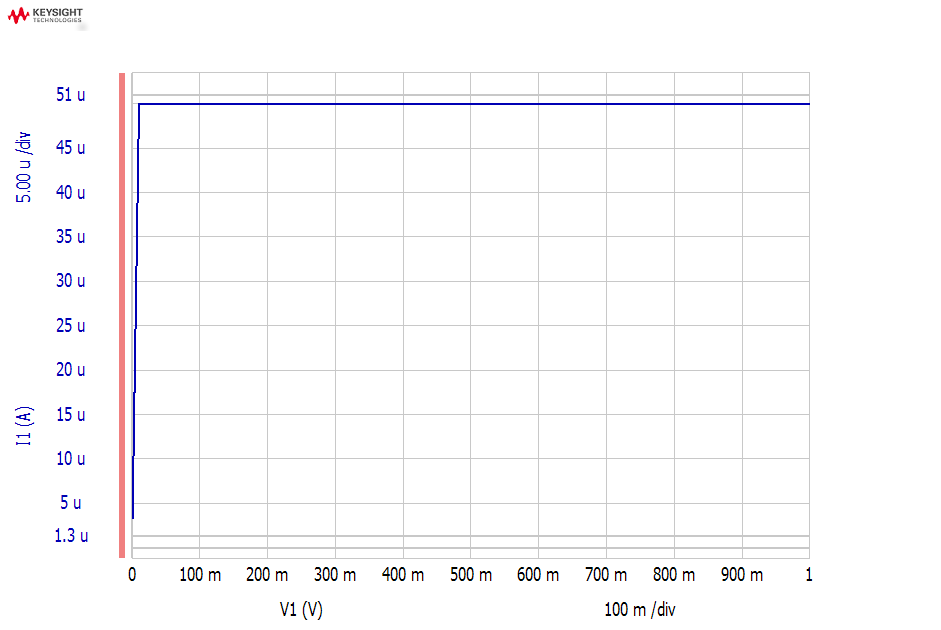 KEYSIGHT
TECHNOLOGIES
51 u
45 u
40 u
35 u
30 u
25 u
20 u
15 u
10 u
5 u
1.3 u
5.00 u /div
I1 (A)
0 100 m 200 m 300 m 400 m 500 m 600 m 700 m 800 m 900 m 1
V1 (V) 100 m /div